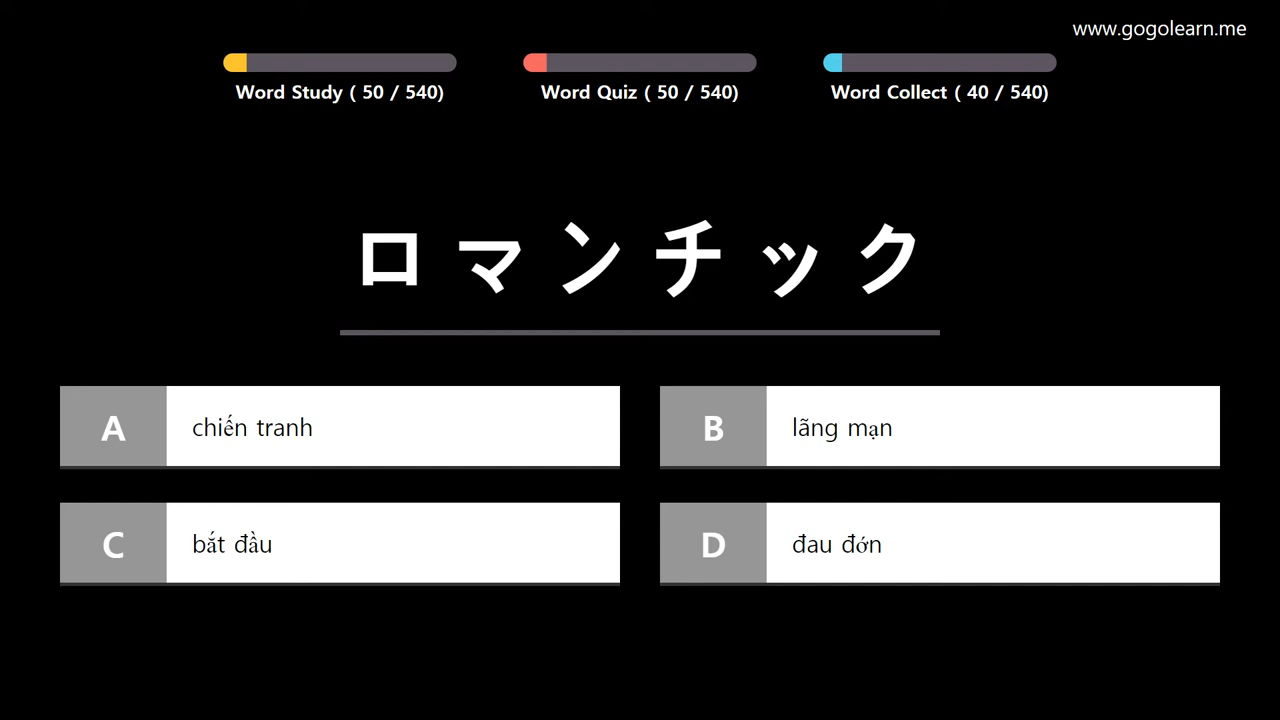 www.gogolearn.me
Word Study ( 50 / 540)
Word Quiz ( 50 / 540)
Word Collect ( 40 / 540)
ロマンチック
A chiến tranh
B lãng mạn
C bắt đầu
D đau đớn